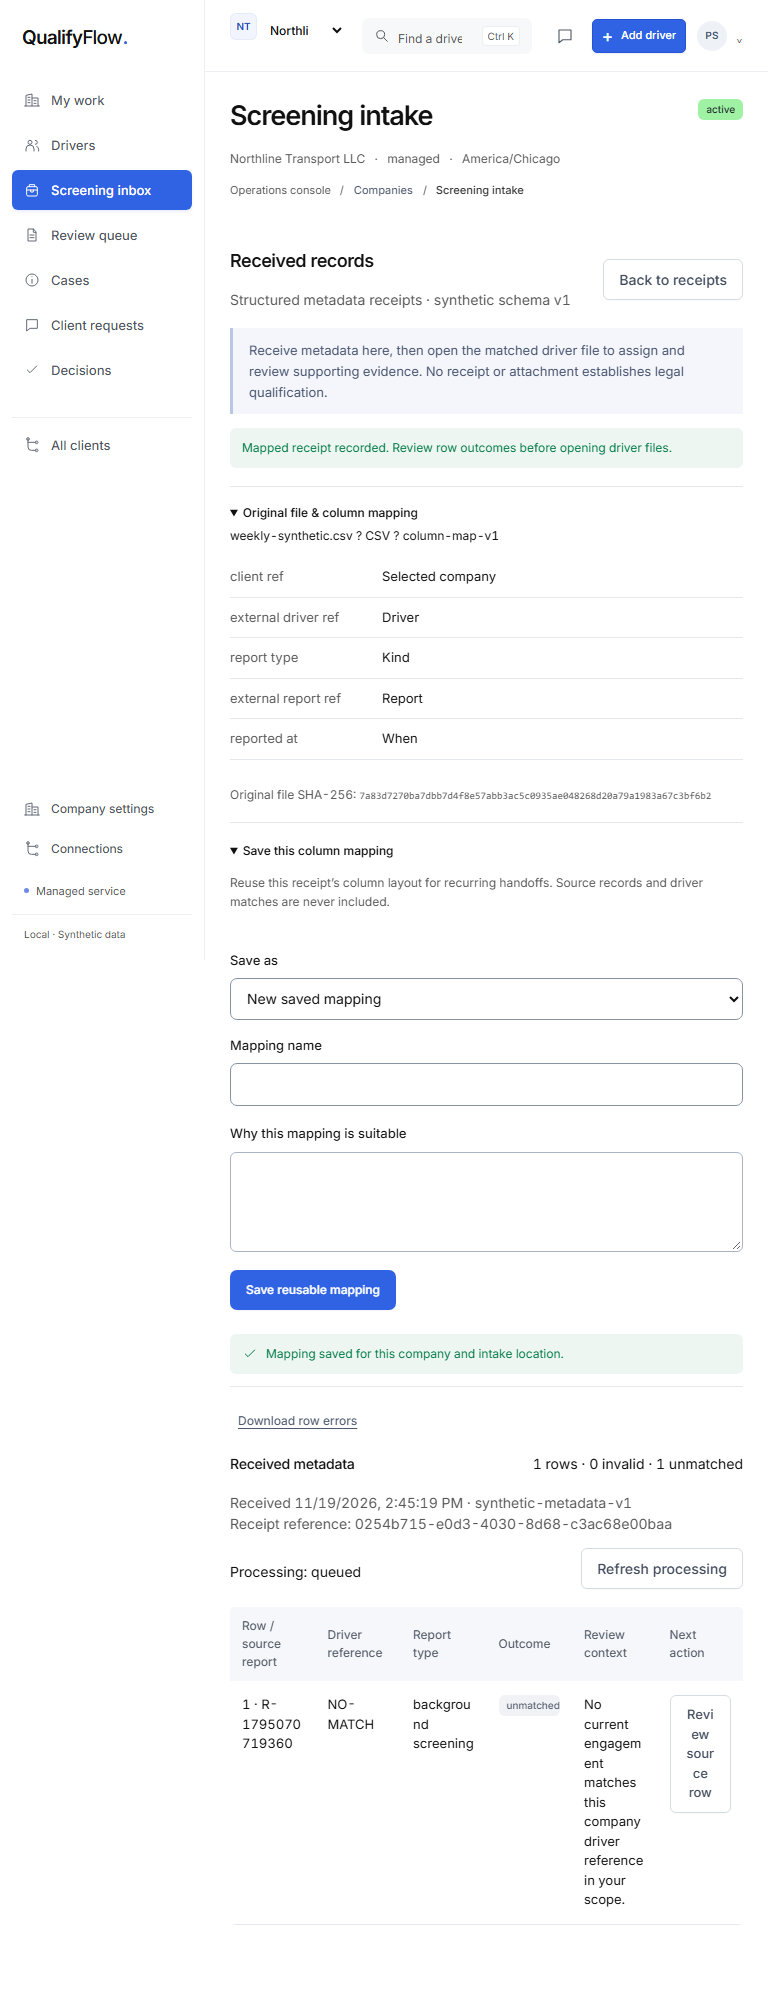 QualifyFlow.
NT
Northli
Find a drive
Ctrl K
+ Add driver
PS
My work
Drivers
Screening inbox
Review queue
Cases
Client requests
Decisions
All clients
Company settings
Connections
Managed service
Local · Synthetic data
Screening intake
active
Northline Transport LLC · managed · America/Chicago
Operations console / Companies / Screening intake
Received records
Structured metadata receipts · synthetic schema v1
Back to receipts
Receive metadata here, then open the matched driver file to assign and
review supporting evidence. No receipt or attachment establishes legal
qualification.
Mapped receipt recorded. Review row outcomes before opening driver files.
Original file & column mapping
weekly-synthetic.csv ? CSV ? column-map-v1
client ref Selected company
external driver ref Driver
report type Kind
external report ref Report
reported at When
Original file SHA-256: 7a83d7270ba7dbb7d4f8e57abb3ac5c0935ae048268d20a79a1983a67c3bf6b2
Save this column mapping
Reuse this receipt’s column layout for recurring handoffs. Source records and driver
matches are never included.
Save as
New saved mapping
Mapping name
Why this mapping is suitable
Save reusable mapping
Mapping saved for this company and intake location.
Download row errors
Received metadata
1 rows · 0 invalid · 1 unmatched
Received 11/19/2026, 2:45:19 PM · synthetic-metadata-v1
Receipt reference: 0254b715-e0d3-4030-8d68-c3ac68e00baa
Processing: queued
Refresh processing
Row /
source
report
Driver
reference
Report
type
Outcome
Review
context
Next
action
1 · R-
1795070
719360
NO-
MATCH
backgrou
nd
screening
unmatched
No
current
engagem
ent
matches
this
company
driver
reference
in your
scope.
Revi
ew
sour
ce
row